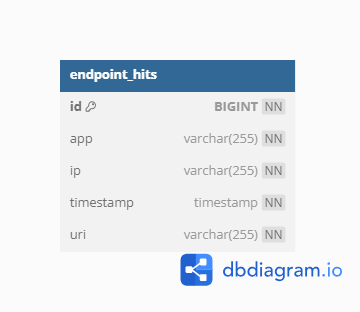 endpoint_hits
id BIGINT NN
app varchar(255) NN
ip varchar(255) NN
timestamp timestamp NN
uri varchar(255) NN
dbdiagram.io